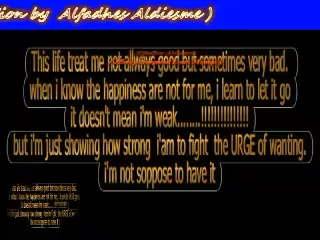 ion by Alfadhes Aldiesme )
This life treat me not allways good but sometimes very bad.
when i know the happiness are not for me, i learn to let it go
it doesn't mean i'm weak.........!!!!!!!!!!!!!!!
but i'm just showing how strong i'am to fight the URGE of wanting.
i'm not soppose to have it